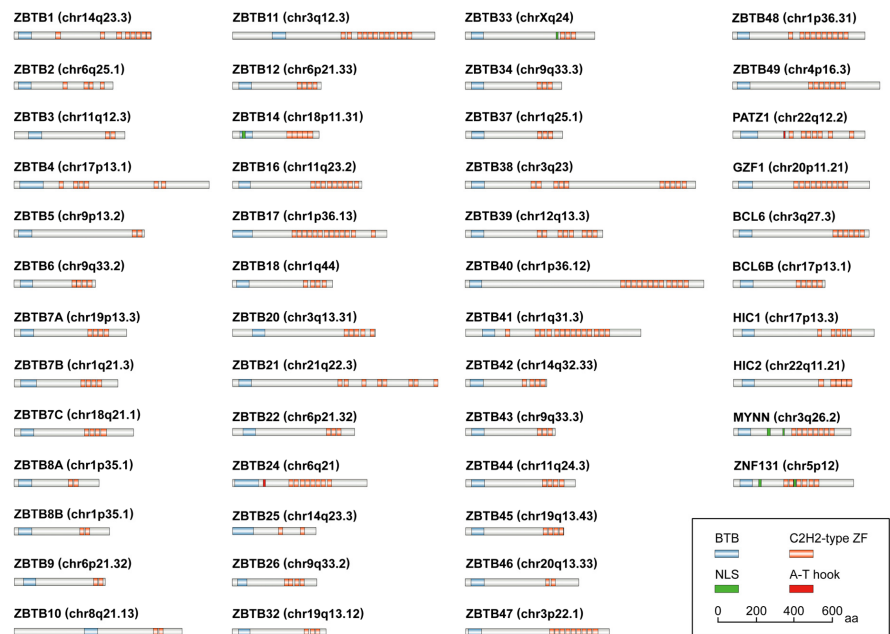 ZBTB1 (chr14q23.3)
ZBTB2 (chr6q25.1)
ZBTB3 (chr11q12.3)
ZBTB4 (chr17p13.1)
ZBTB5 (chr9p13.2)
ZBTB6 (chr9q33.2)
ZBTB7A (chr19p13.3)
ZBTB7B (chr1q21.3)
ZBTB7C (chr18q21.1)
ZBTB8A (chr1p35.1)
ZBTB8B (chr1p35.1)
ZBTB9 (chr6p21.32)
ZBTB10 (chr8q21.13)
ZBTB11 (chr3q12.3)
ZBTB12 (chr6p21.33)
ZBTB14 (chr18p11.31)
ZBTB16 (chr11q23.2)
ZBTB17 (chr1p36.13)
ZBTB18 (chr1q44)
ZBTB20 (chr3q13.31)
ZBTB21 (chr21q22.3)
ZBTB22 (chr6p21.32)
ZBTB24 (chr6q21)
ZBTB25 (chr14q23.3)
ZBTB26 (chr9q33.2)
ZBTB32 (chr19q13.12)
ZBTB33 (chrXq24)
ZBTB34 (chr9q33.3)
ZBTB37 (chr1q25.1)
ZBTB38 (chr3q23)
ZBTB39 (chr12q13.3)
ZBTB40 (chr1p36.12)
ZBTB41 (chr1q31.3)
ZBTB42 (chr14q32.33)
ZBTB43 (chr9q33.3)
ZBTB44 (chr11q24.3)
ZBTB45 (chr19q13.43)
ZBTB46 (chr20q13.33)
ZBTB47 (chr3p22.1)
ZBTB48 (chr1p36.31)
ZBTB49 (chr4p16.3)
PATZ1 (chr22q12.2)
GZF1 (chr20p11.21)
BCL6 (chr3q27.3)
BCL6B (chr17p13.1)
HIC1 (chr17p13.3)
HIC2 (chr22q11.21)
MYNN (chr3q26.2)
ZNF131 (chr5p12)
BTB C2H2-type ZF
NLS A-T hook
0 200 400 600 aa